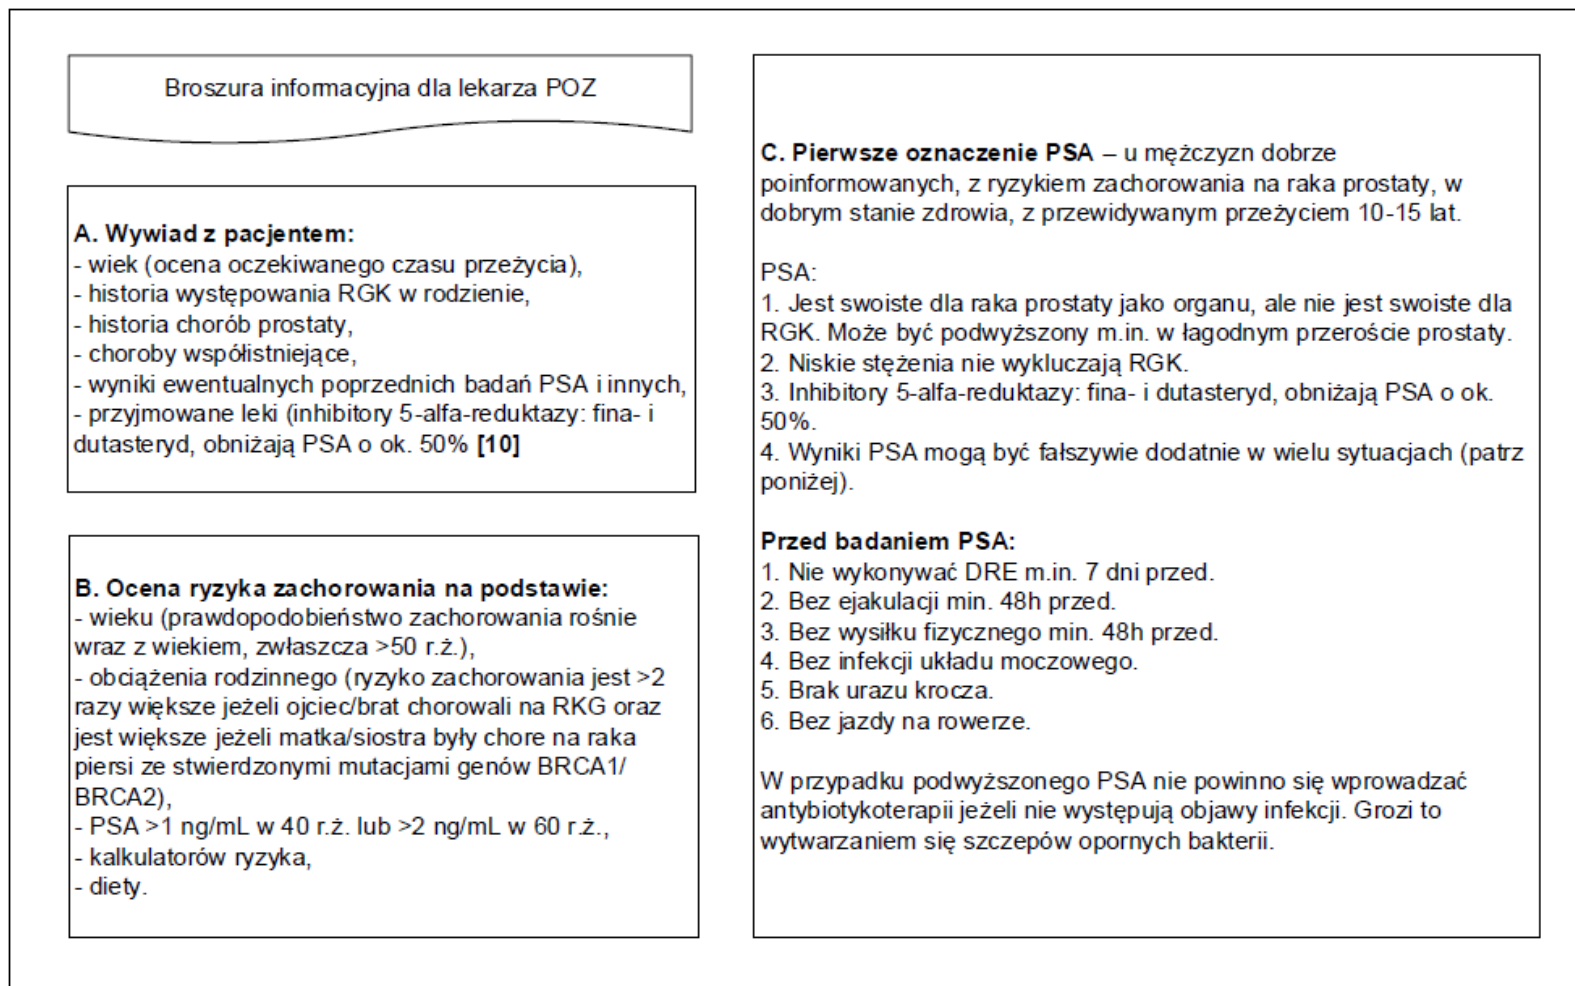 Broszura informacyjna dla lekarza POZ
A. Wywiad z pacjentem:
- wiek (ocena oczekiwanego czasu przeżycia),
- historia występowania RGK w rodzienie,
- historia chorób prostaty,
- choroby współistniejące,
- wyniki ewentualnych poprzednich badań PSA i innych,
- przyjmowane leki (inhibitory 5-alfa-reduktazy: fina- i
dutasteryd, obniżają PSA o ok. 50% [10]
B. Ocena ryzyka zachorowania na podstawie:
- wieku (prawdopodobieństwo zachorowania rośnie
wraz z wiekiem, zwłaszcza >50 r.ż.),
- obciążenia rodzinnego (ryzyko zachorowania jest >2
razy większe jeżeli ojciec/brat chorowali na RKG oraz
jest większe jeżeli matka/siostra były chore na raka
piersi ze stwierdzonymi mutacjami genów BRCA1/
BRCA2),
- PSA >1 ng/mL w 40 r.ż. lub >2 ng/mL w 60 r.ż.,
- kalkulatorów ryzyka,
- diety.
C. Pierwsze oznaczenie PSA – u mężczyzn dobrze
poinformowanych, z ryzykiem zachorowania na raka prostaty, w
dobrym stanie zdrowia, z przewidywanym przeżyciem 10-15 lat.
PSA:
1. Jest swoiste dla raka prostaty jako organu, ale nie jest swoiste dla
RGK. Może być podwyższony m.in. w łagodnym przeroście prostaty.
2. Niskie stężenia nie wykluczają RGK.
3. Inhibitory 5-alfa-reduktazy: fina- i dutasteryd, obniżają PSA o ok.
50%.
4. Wyniki PSA mogą być fałszywie dodatnie w wielu sytuacjach (patrz
poniżej).
Przed badaniem PSA:
1. Nie wykonywać DRE m.in. 7 dni przed.
2. Bez ejakulacji min. 48h przed.
3. Bez wysiłku fizycznego min. 48h przed.
4. Bez infekcji układu moczowego.
5. Brak urazu krocza.
6. Bez jazdy na rowerze.
W przypadku podwyższonego PSA nie powinno się wprowadzać
antybiotykoterapii jeżeli nie występują objawy infekcji. Grozi to
wytwarzaniem się szczepów opornych bakterii.